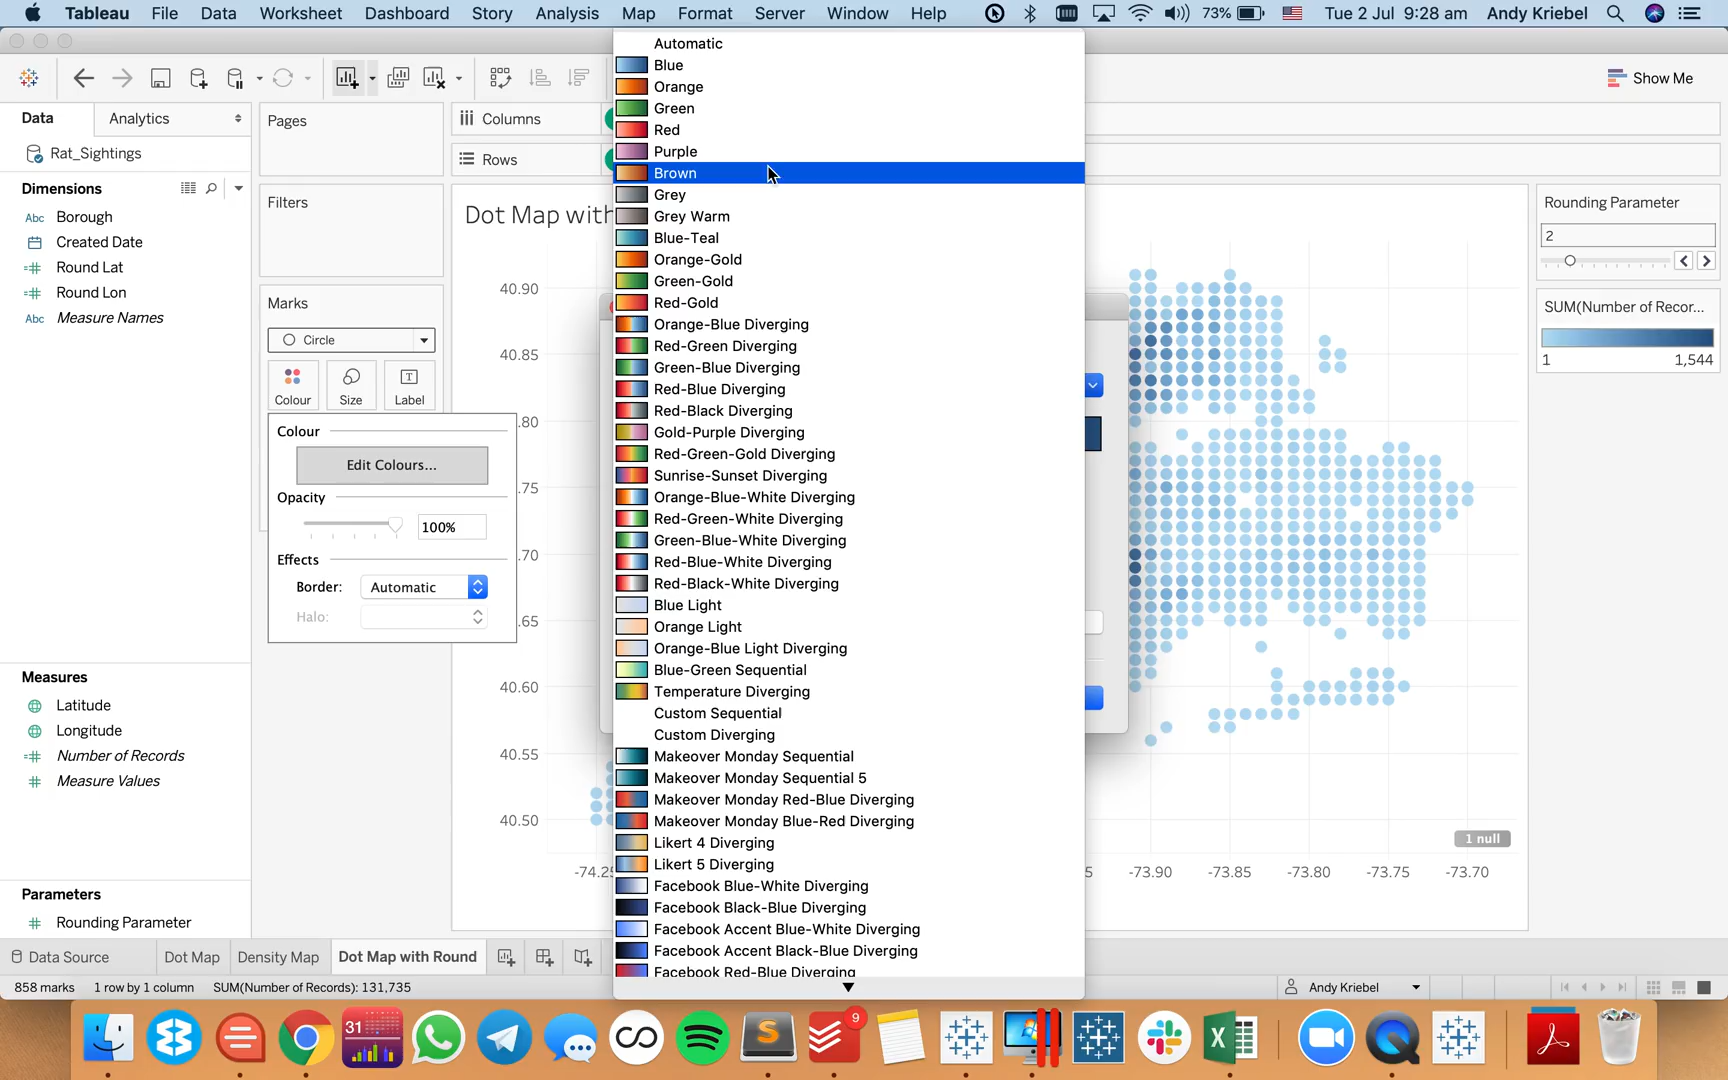 Tableau File Data Worksheet Dashboard Story Analysis Map Format Server Window Help 73% Tue 2 Jul 9:28 am Andy Kriebel
Show Me
Data Analytics
Rat_Sightings
Dimensions
Abc Borough
Created Date
Round Lat
Round Lon
Abc Measure Names
Measures
Latitude
Longitude
Number of Records
Measure Values
Parameters
Rounding Parameter
Pages
Filters
Marks
Circle
Colour Size Label
Colour
Edit Colours...
Opacity
100%
Effects
Border: Automatic
Halo:
Columns
Rows
Dot Map with
40.90
40.85
.80
.75
.70
.65
40.60
40.55
40.50
-74.25
5 -73.90 -73.85 -73.80 -73.75 -73.70
1 null
Automatic
Blue
Orange
Green
Red
Purple
Brown
Grey
Grey Warm
Blue-Teal
Orange-Gold
Green-Gold
Red-Gold
Orange-Blue Diverging
Red-Green Diverging
Green-Blue Diverging
Red-Blue Diverging
Red-Black Diverging
Gold-Purple Diverging
Red-Green-Gold Diverging
Sunrise-Sunset Diverging
Orange-Blue-White Diverging
Red-Green-White Diverging
Green-Blue-White Diverging
Red-Blue-White Diverging
Red-Black-White Diverging
Blue Light
Orange Light
Orange-Blue Light Diverging
Blue-Green Sequential
Temperature Diverging
Custom Sequential
Custom Diverging
Makeover Monday Sequential
Makeover Monday Sequential 5
Makeover Monday Red-Blue Diverging
Makeover Monday Blue-Red Diverging
Likert 4 Diverging
Likert 5 Diverging
Facebook Blue-White Diverging
Facebook Black-Blue Diverging
Facebook Accent Blue-White Diverging
Facebook Accent Black-Blue Diverging
Facebook Red-Blue Diverging
Rounding Parameter
2
SUM(Number of Recor...
1 1,544
Data Source Dot Map Density Map Dot Map with Round
858 marks 1 row by 1 column SUM(Number of Records): 131,735 Andy Kriebel
31
9